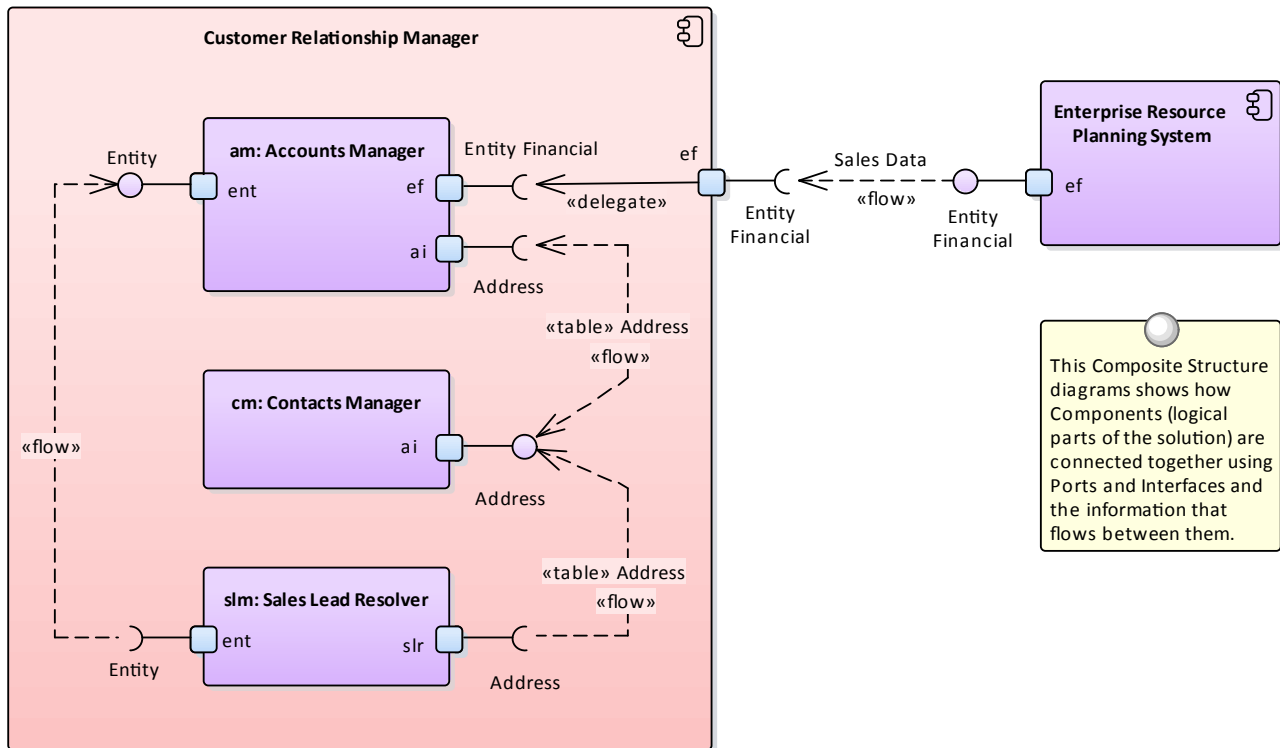 Customer Relationship Manager
Entity
am: Accounts Manager
ent
ef
ai
Entity Financial
«delegate»
Address
ef
Entity
Financial
Sales Data
«flow»
Entity
Financial
Enterprise Resource
Planning System
ef
«table» Address
«flow»
cm: Contacts Manager
ai
Address
«flow»
«table» Address
«flow»
slm: Sales Lead Resolver
ent
slr
Entity
Address
This Composite Structure
diagrams shows how
Components (logical
parts of the solution) are
connected together using
Ports and Interfaces and
the information that
flows between them.